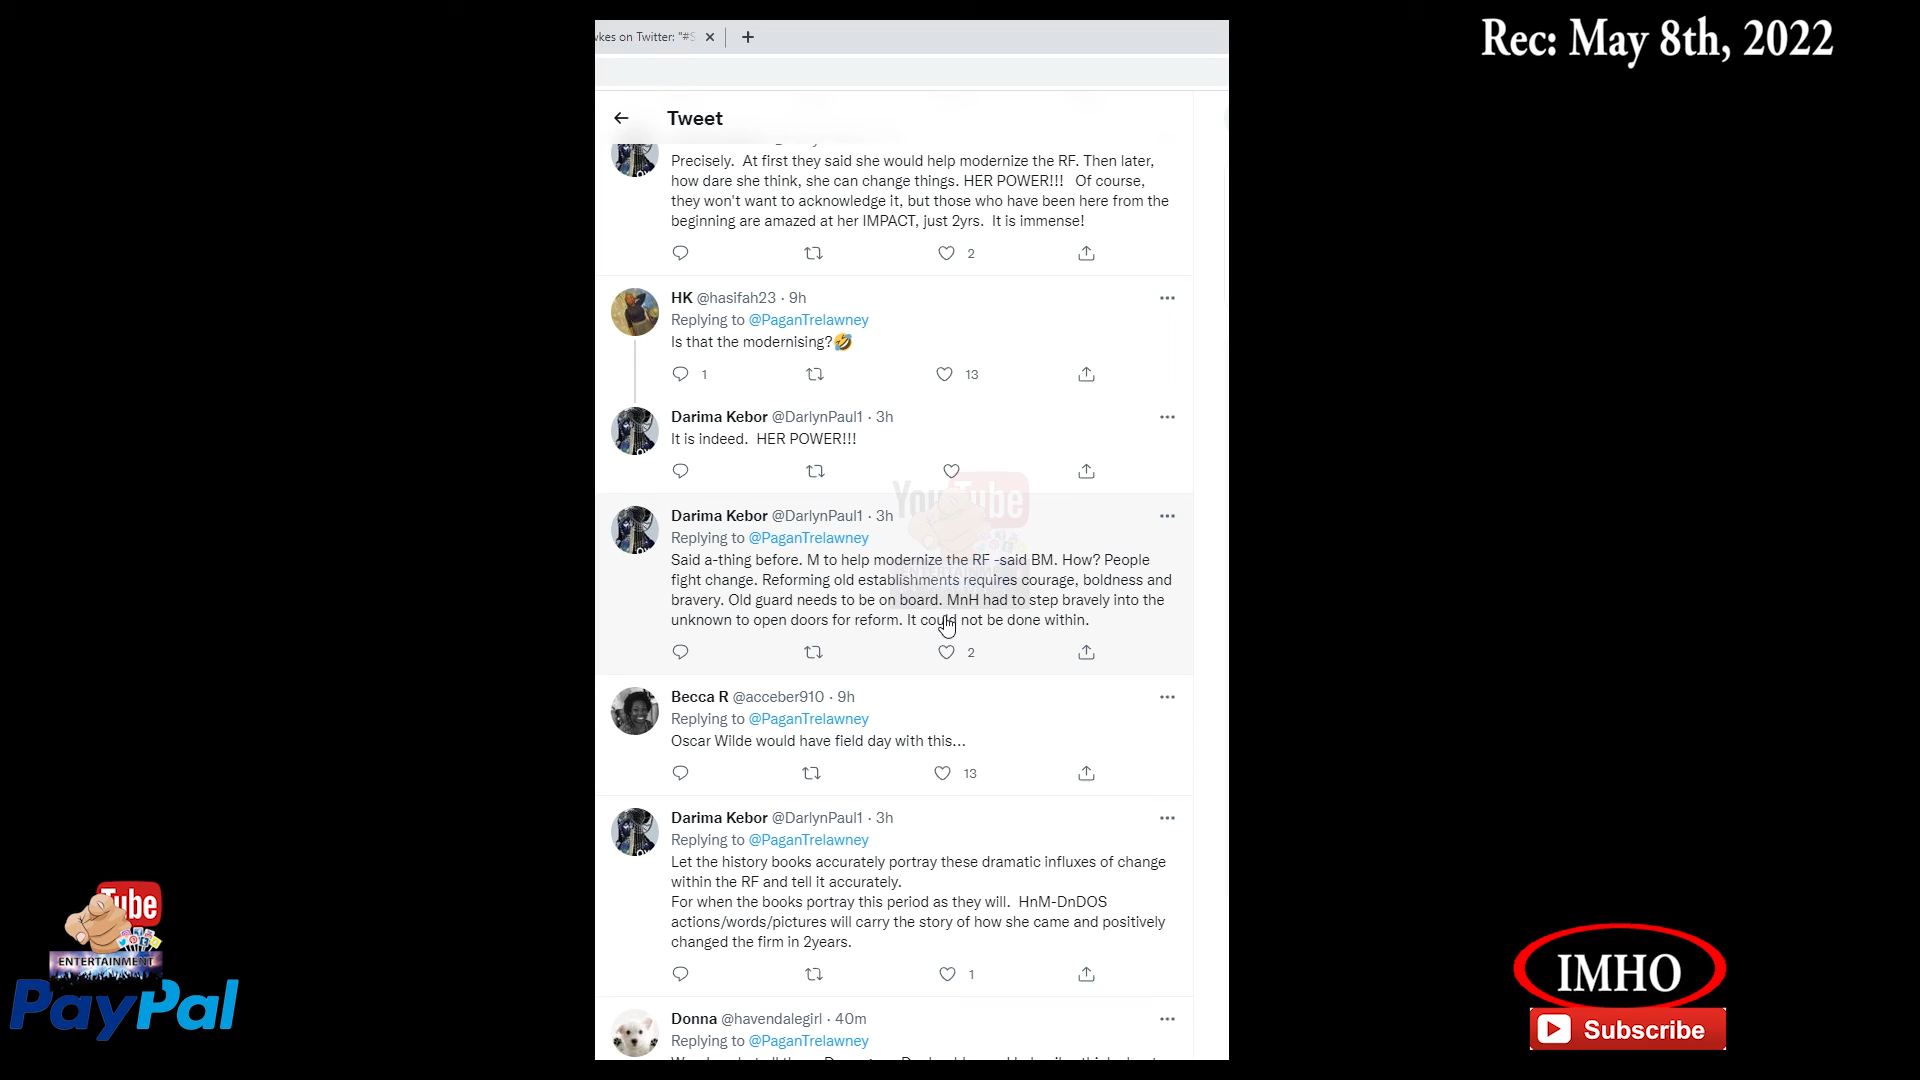 Rec: May 8th, 2022
wkes on Twitter: "#S
Tweet
Precisely. At first they said she would help modernize the RF. Then later,
how dare she think, she can change things. HER POWER!!! Of course,
they won't want to acknowledge it, but those who have been here from the
beginning are amazed at her IMPACT, just 2yrs. It is immense!
2
HK @hasifah23 · 9h
Replying to @PaganTrelawney
Is that the modernising?🤣
1 13
Darima Kebor @DarlynPaul1 · 3h
It is indeed. HER POWER!!!
YouTube
ENTERTAINMENT
Darima Kebor @DarlynPaul1 · 3h
Replying to @PaganTrelawney
Said a-thing before. M to help modernize the RF -said BM. How? People
fight change. Reforming old establishments requires courage, boldness and
bravery. Old guard needs to be on board. MnH had to step bravely into the
unknown to open doors for reform. It could not be done within.
2
Becca R @acceber910 · 9h
Replying to @PaganTrelawney
Oscar Wilde would have field day with this...
13
Darima Kebor @DarlynPaul1 · 3h
Replying to @PaganTrelawney
Let the history books accurately portray these dramatic influxes of change
within the RF and tell it accurately.
For when the books portray this period as they will. HnM-DnDOS
actions/words/pictures will carry the story of how she came and positively
changed the firm in 2years.
1
Donna @havendalegirl · 40m
Replying to @PaganTrelawney
Tube
ENTERTAINMENT
PayPal
IMHO
Subscribe